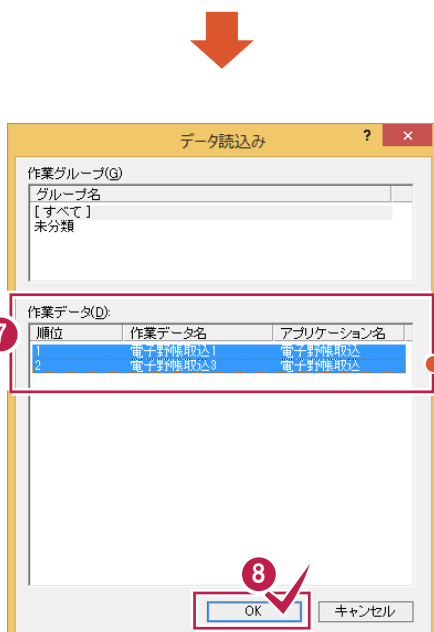 データ読込み ? ×
作業グループ(G)
グループ名
[すべて]
未分類
作業データ(D):
7
順位 作業データ名 アプリケーション名
1 電子野帳取込1 電子野帳取込
2 電子野帳取込3 電子野帳取込
8
OK キャンセル